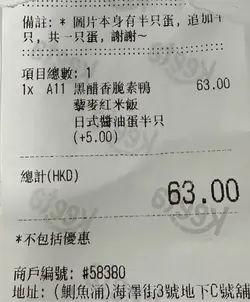 備註: * 圖片本身有半只蛋, 追加半
只, 共一只蛋, 謝謝~
項目總數: 1
1x A11 黑醋香脆素鴨 63.00
藜麥紅米飯
日式醬油蛋半只
(+5.00)
總計(HKD)
63.00
*不包括優惠
商戶編號: #58380
地址: (鰂魚涌)海澤街3號地下C號舖